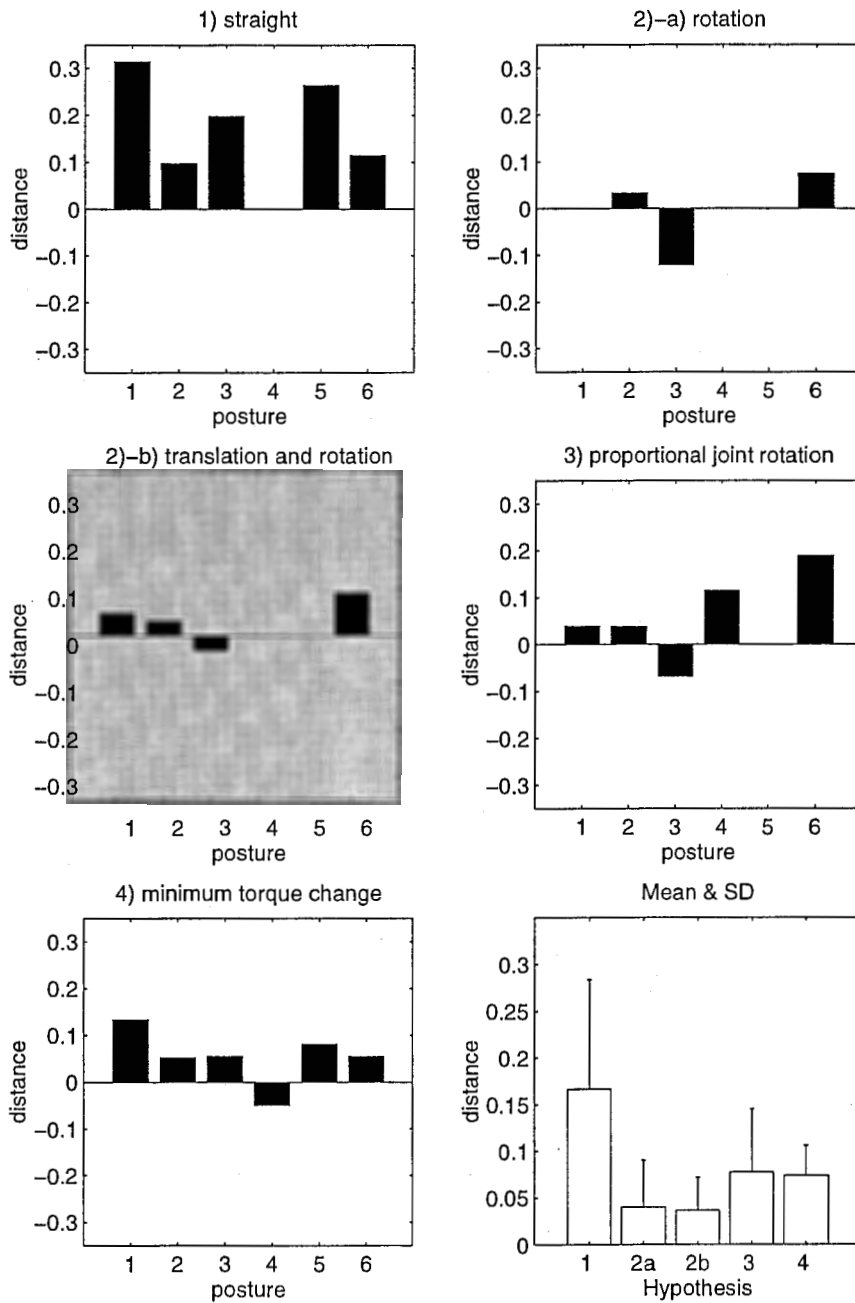 1) straight
0.3
0.2
0.1
0
−0.1
−0.2
−0.3
distance
1 2 3 4 5 6
posture
2)−a) rotation
0.3
0.2
0.1
0
−0.1
−0.2
−0.3
distance
1 2 3 4 5 6
posture
2)−b) translation and rotation
0.3
0.2
0.1
0
−0.1
−0.2
−0.3
distance
1 2 3 4 5 6
posture
3) proportional joint rotation
0.3
0.2
0.1
0
−0.1
−0.2
−0.3
distance
1 2 3 4 5 6
posture
4) minimum torque change
0.3
0.2
0.1
0
−0.1
−0.2
−0.3
distance
1 2 3 4 5 6
posture
Mean & SD
0.3
0.25
0.2
0.15
0.1
0.05
0
distance
1 2a 2b 3 4
Hypothesis